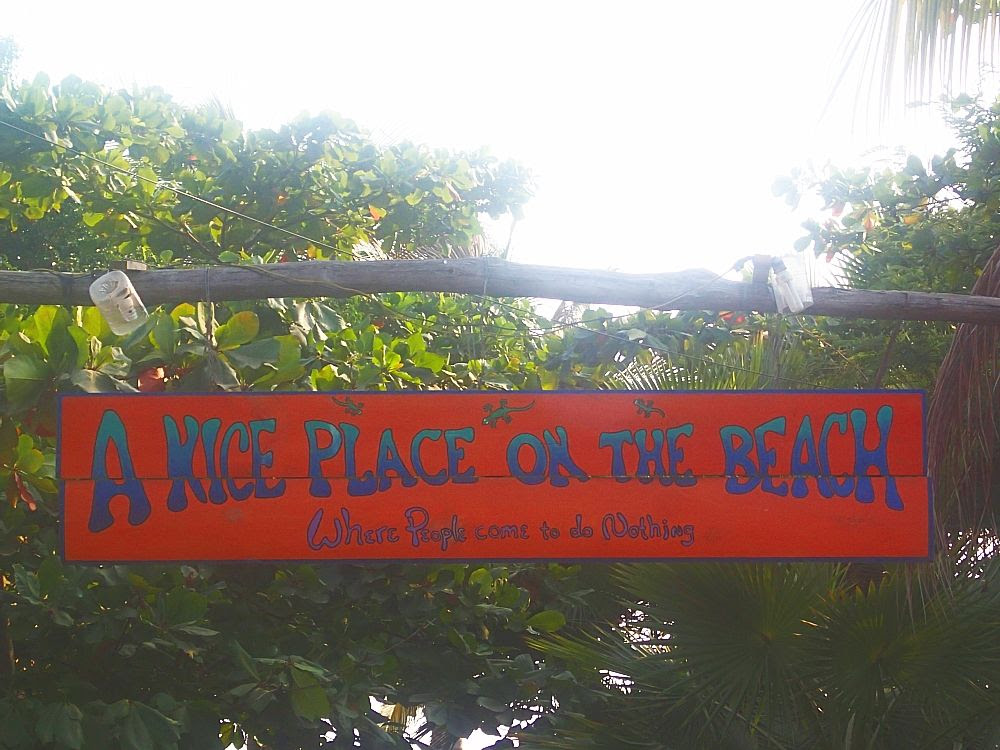 A NICE PLACE ON THE BEACH
Where People come to do Nothing